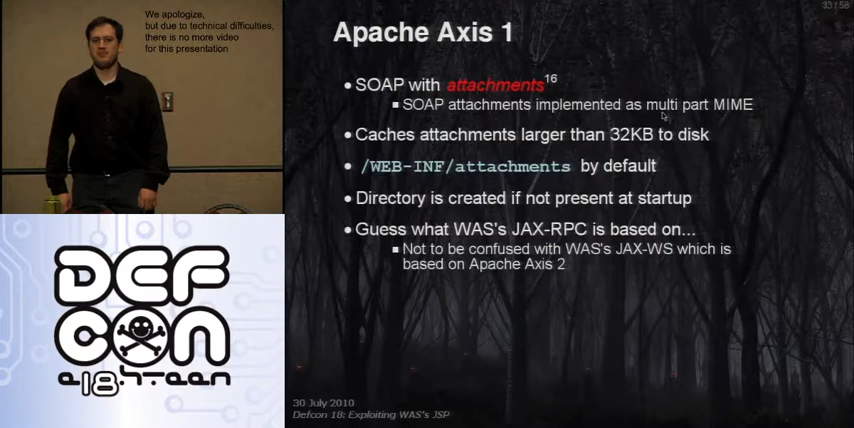 We apologize,
but due to technical difficulties,
there is no more video
for this presentation
DEF
CON
e18hteen
33 / 58
Apache Axis 1
• SOAP with attachments16
▪ SOAP attachments implemented as multi part MIME
• Caches attachments larger than 32KB to disk
• /WEB-INF/attachments by default
• Directory is created if not present at startup
• Guess what WAS's JAX-RPC is based on...
▪ Not to be confused with WAS's JAX-WS which is
based on Apache Axis 2
30 July 2010
Defcon 18: Exploiting WAS's JSP